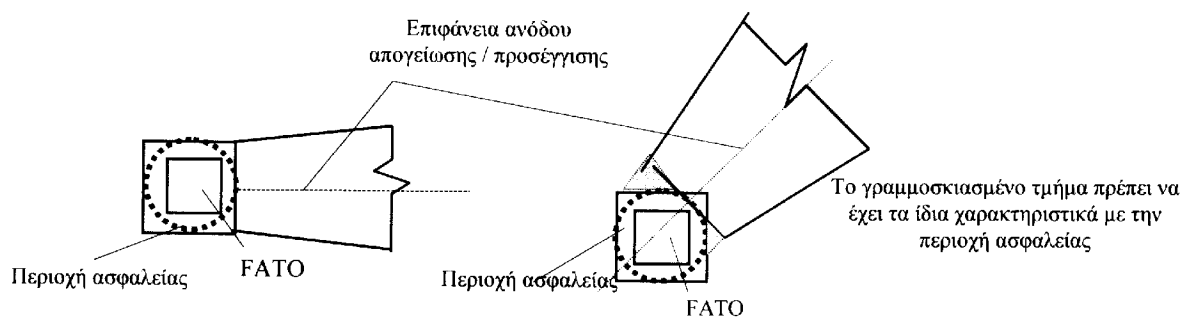 Επιφάνεια ανόδου
απογείωσης / προσέγγισης
Περιοχή ασφαλείας
FATO
Το γραμμοσκιασμένο τμήμα πρέπει να
έχει τα ίδια χαρακτηριστικά με την
περιοχή ασφαλείας
Περιοχή ασφαλείας
FATO